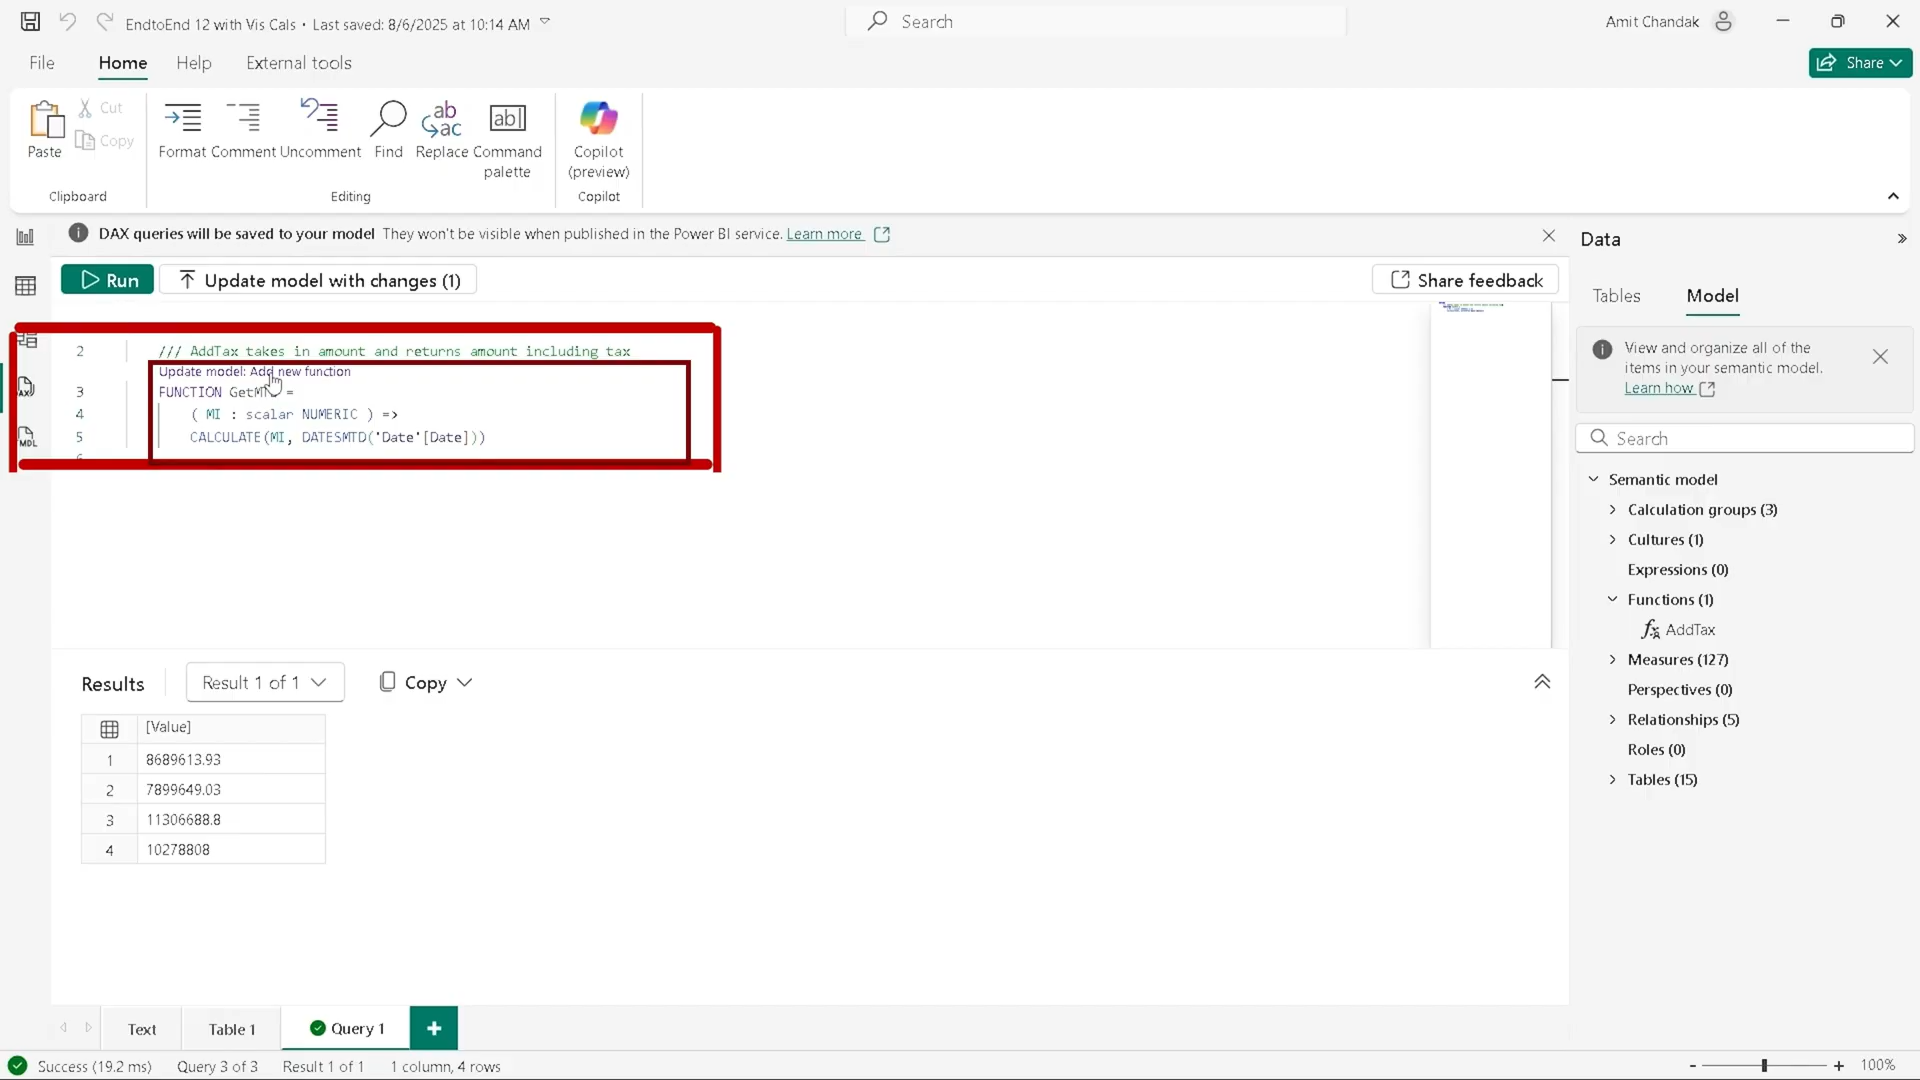 EndtoEnd 12 with Vis Cals • Last saved: 8/6/2025 at 10:14 AM
Search
Amit Chandak
File
Home
Help
External tools
Share
Paste
Cut
Copy
Format
Comment
Uncomment
Find
Replace
Command palette
Copilot (preview)
Clipboard
Editing
Copilot
DAX queries will be saved to your model They won't be visible when published in the Power BI service. Learn more
Run
Update model with changes (1)
Share feedback
2 /// AddTax takes in amount and returns amount including tax
Update model: Add new function
3 FUNCTION =
4 ( MI : scalar NUMERIC ) =>
5 CALCULATE(MI, DATESMTD('Date'[Date]))
Results
Result 1 of 1
Copy
[Value]
1 8689613.93
2 7899649.03
3 11306688.8
4 10278808
Text
Table 1
Query 1
+
Success (19.2 ms)
Query 3 of 3
Result 1 of 1
1 column, 4 rows
- + 100%
Data
Tables
Model
View and organize all of the
items in your semantic model.
Learn how
Search
Semantic model
Calculation groups (3)
Cultures (1)
Expressions (0)
Functions (1)
AddTax
Measures (127)
Perspectives (0)
Relationships (5)
Roles (0)
Tables (15)